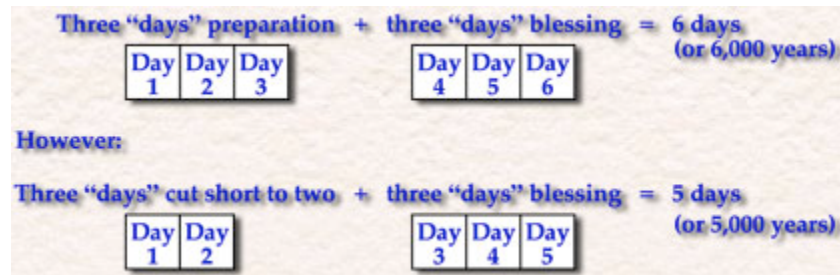 Three “days” preparation + three “days” blessing = 6 days
(or 6,000 years)
Day Day Day Day Day Day
1 2 3 4 5 6
However:
Three “days” cut short to two + three “days” blessing = 5 days
(or 5,000 years)
Day Day Day Day Day
1 2 3 4 5